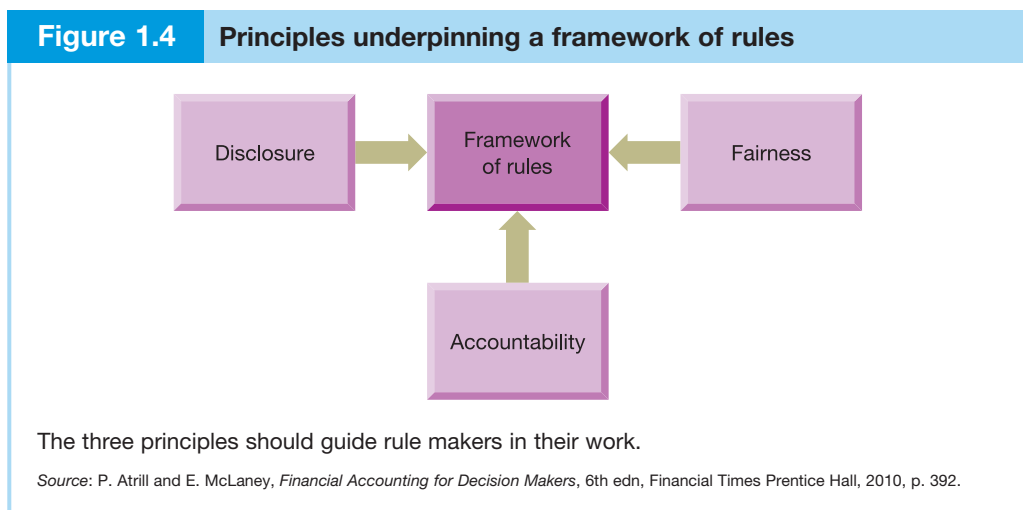 Figure 1.4 Principles underpinning a framework of rules
Disclosure
Framework
of rules
Fairness
Accountability
The three principles should guide rule makers in their work.
Source: P. Atrill and E. McLaney, Financial Accounting for Decision Makers, 6th edn, Financial Times Prentice Hall, 2010, p. 392.